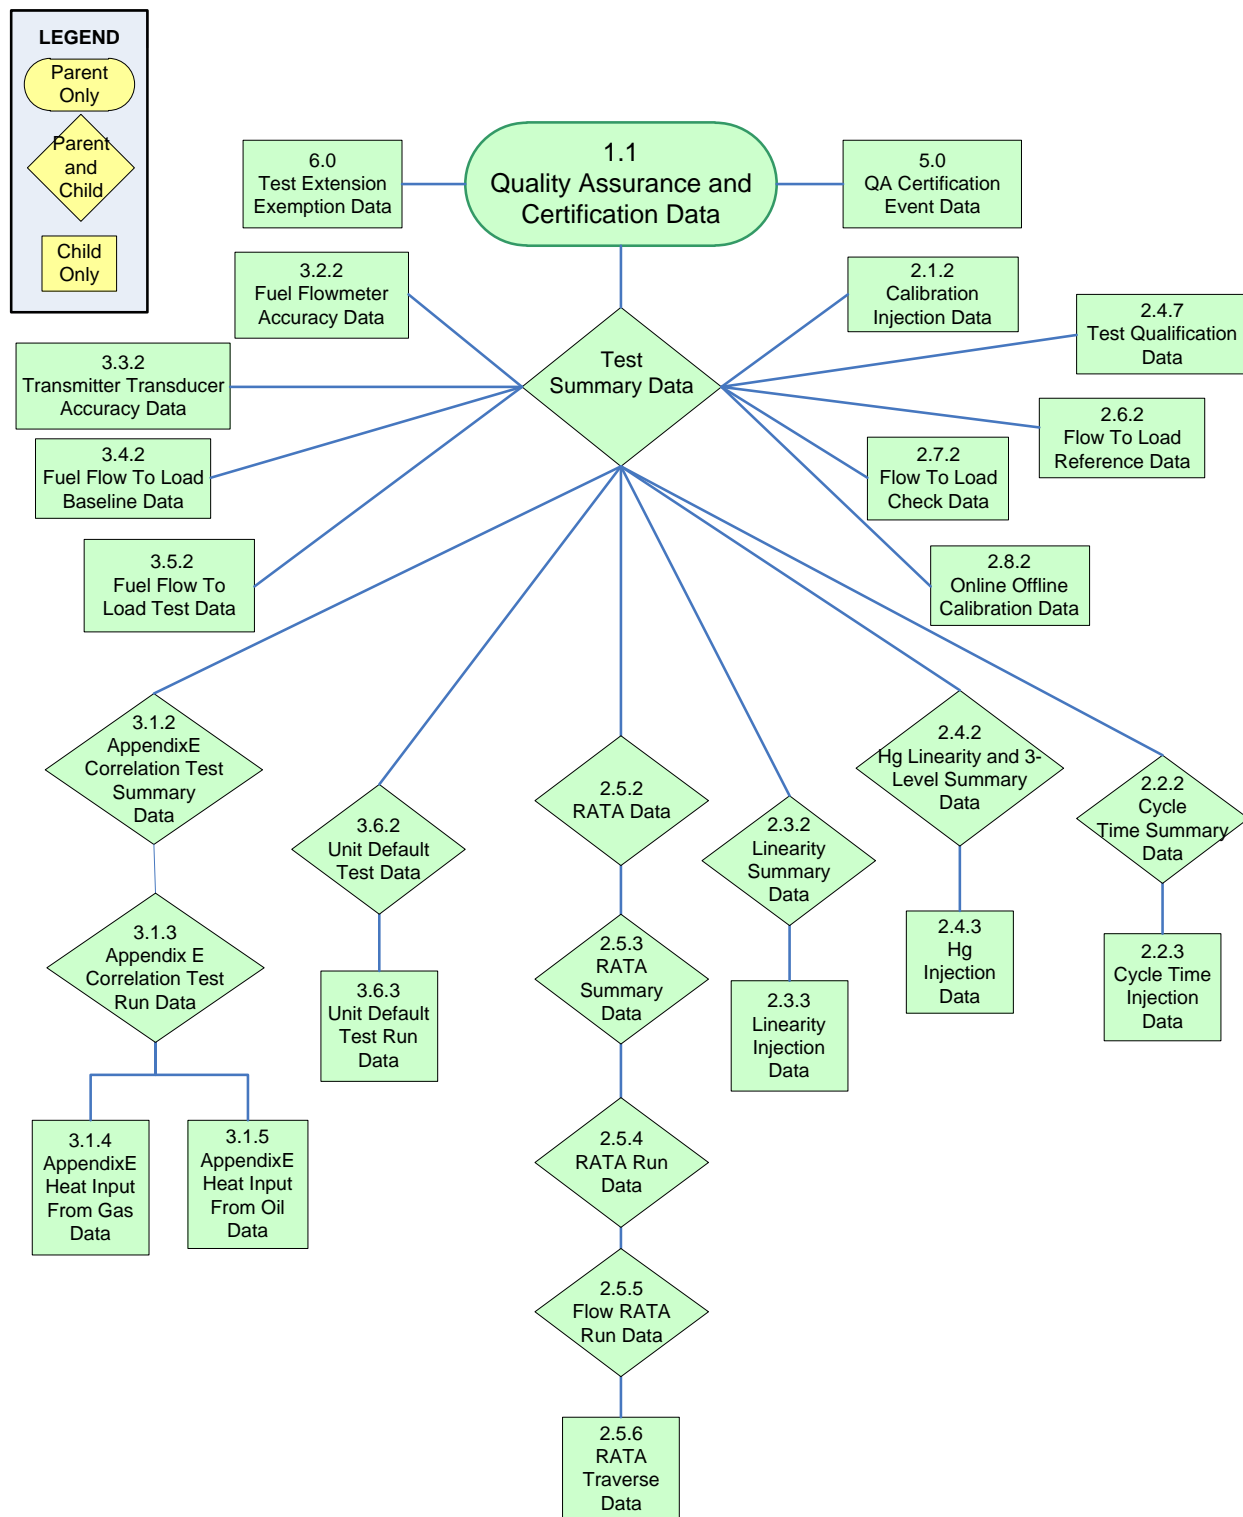 LEGEND
Parent
Only
Parent
and
Child
Child
Only
6.0
Test Extension
Exemption Data
1.1
Quality Assurance and
Certification Data
5.0
QA Certification
Event Data
3.2.2
Fuel Flowmeter
Accuracy Data
2.1.2
Calibration
Injection Data
2.4.7
Test Qualification
Data
3.3.2
Transmitter Transducer
Accuracy Data
Test
Summary Data
2.6.2
Flow To Load
Reference Data
3.4.2
Fuel Flow To Load
Baseline Data
2.7.2
Flow To Load
Check Data
3.5.2
Fuel Flow To
Load Test Data
2.8.2
Online Offline
Calibration Data
3.1.2
AppendixE
Correlation Test
Summary
Data
3.6.2
Unit Default
Test Data
2.5.2
RATA Data
2.3.2
Linearity
Summary
Data
2.4.2
Hg Linearity and 3-
Level Summary
Data
2.2.2
Cycle
Time Summary
Data
3.1.3
Appendix E
Correlation Test
Run Data
3.6.3
Unit Default
Test Run
Data
2.5.3
RATA
Summary
Data
2.3.3
Linearity
Injection
Data
2.4.3
Hg
Injection
Data
2.2.3
Cycle Time
Injection
Data
3.1.4
AppendixE
Heat Input
From Gas
Data
3.1.5
AppendixE
Heat Input
From Oil
Data
2.5.4
RATA Run
Data
2.5.5
Flow RATA
Run Data
2.5.6
RATA
Traverse
Data